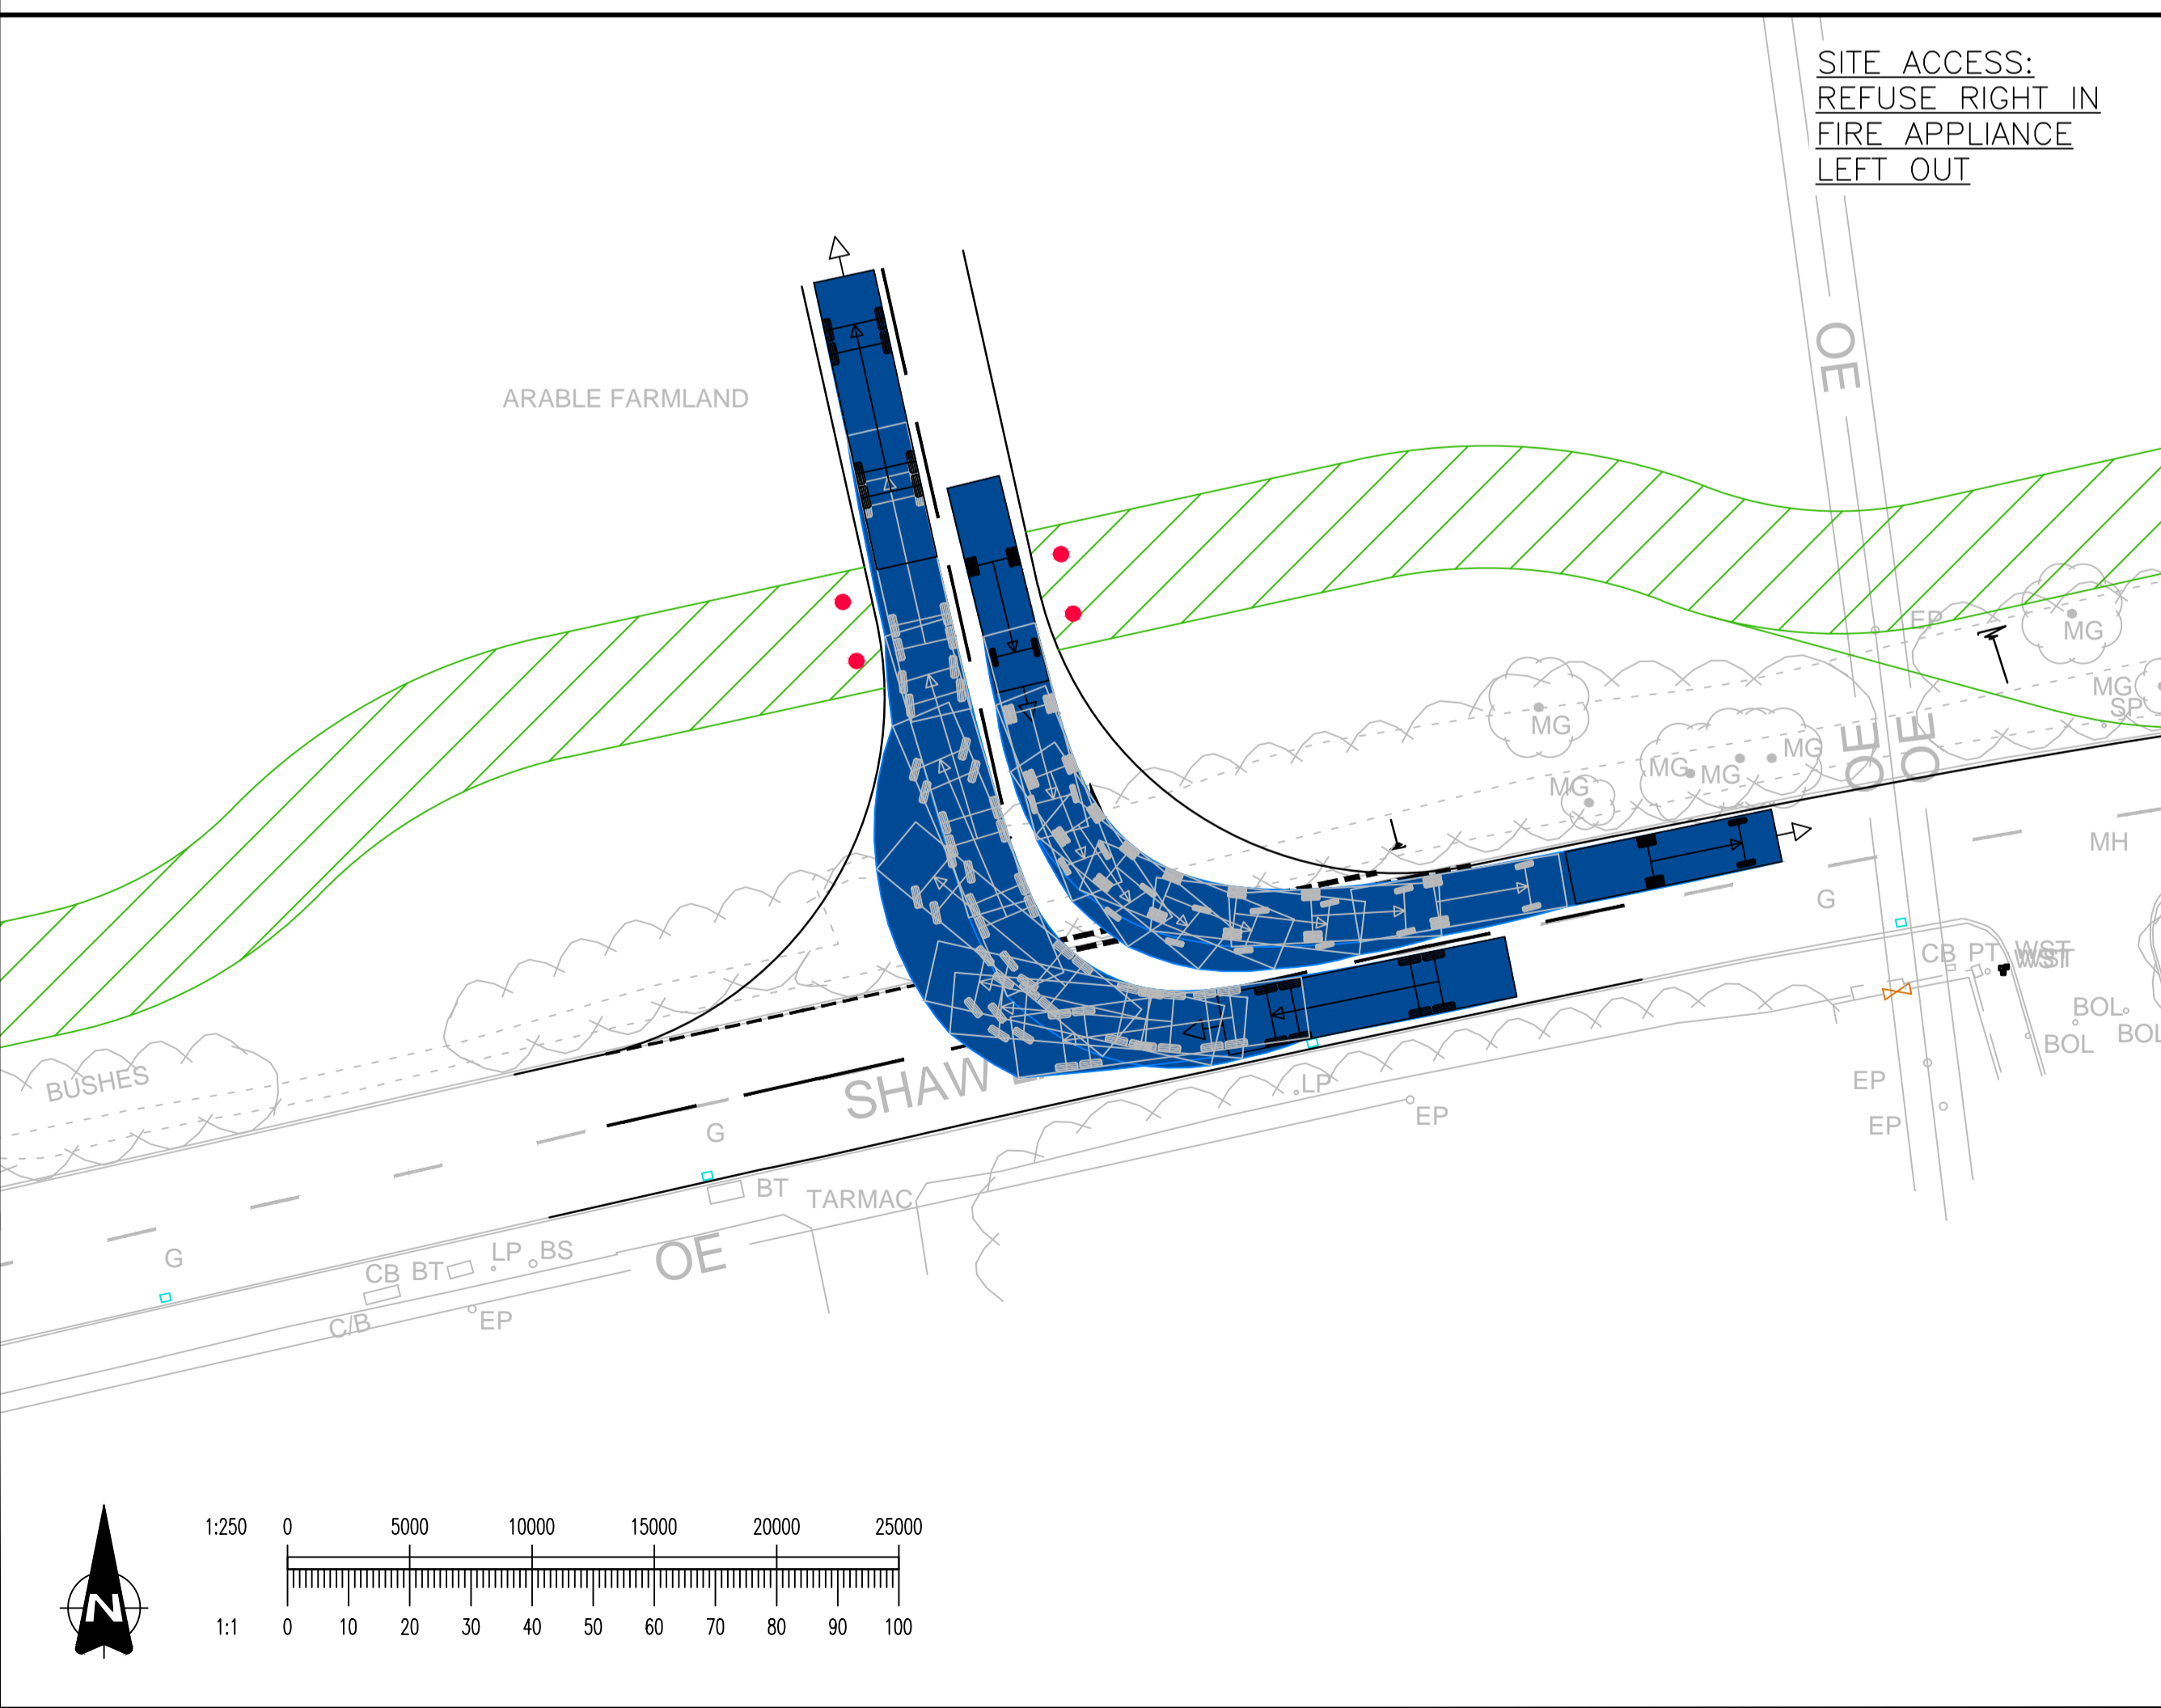 SITE ACCESS:
REFUSE RIGHT IN
FIRE APPLIANCE
LEFT OUT
OE
ARABLE FARMLAND
EP
MG
MG
SP
MG
MG
MG
MG
MG
OE
OE
MH
G
CB
PT
WST
WST
BOL
BOL
BOL
BUSHES
SHAW
LP
EP
EP
EP
G
BT
TARMAC
OE
G
LP
BS
CB
BT
C/B
EP
1:250
0 5000 10000 15000 20000 25000
N
1:1
0 10 20 30 40 50 60 70 80 90 100